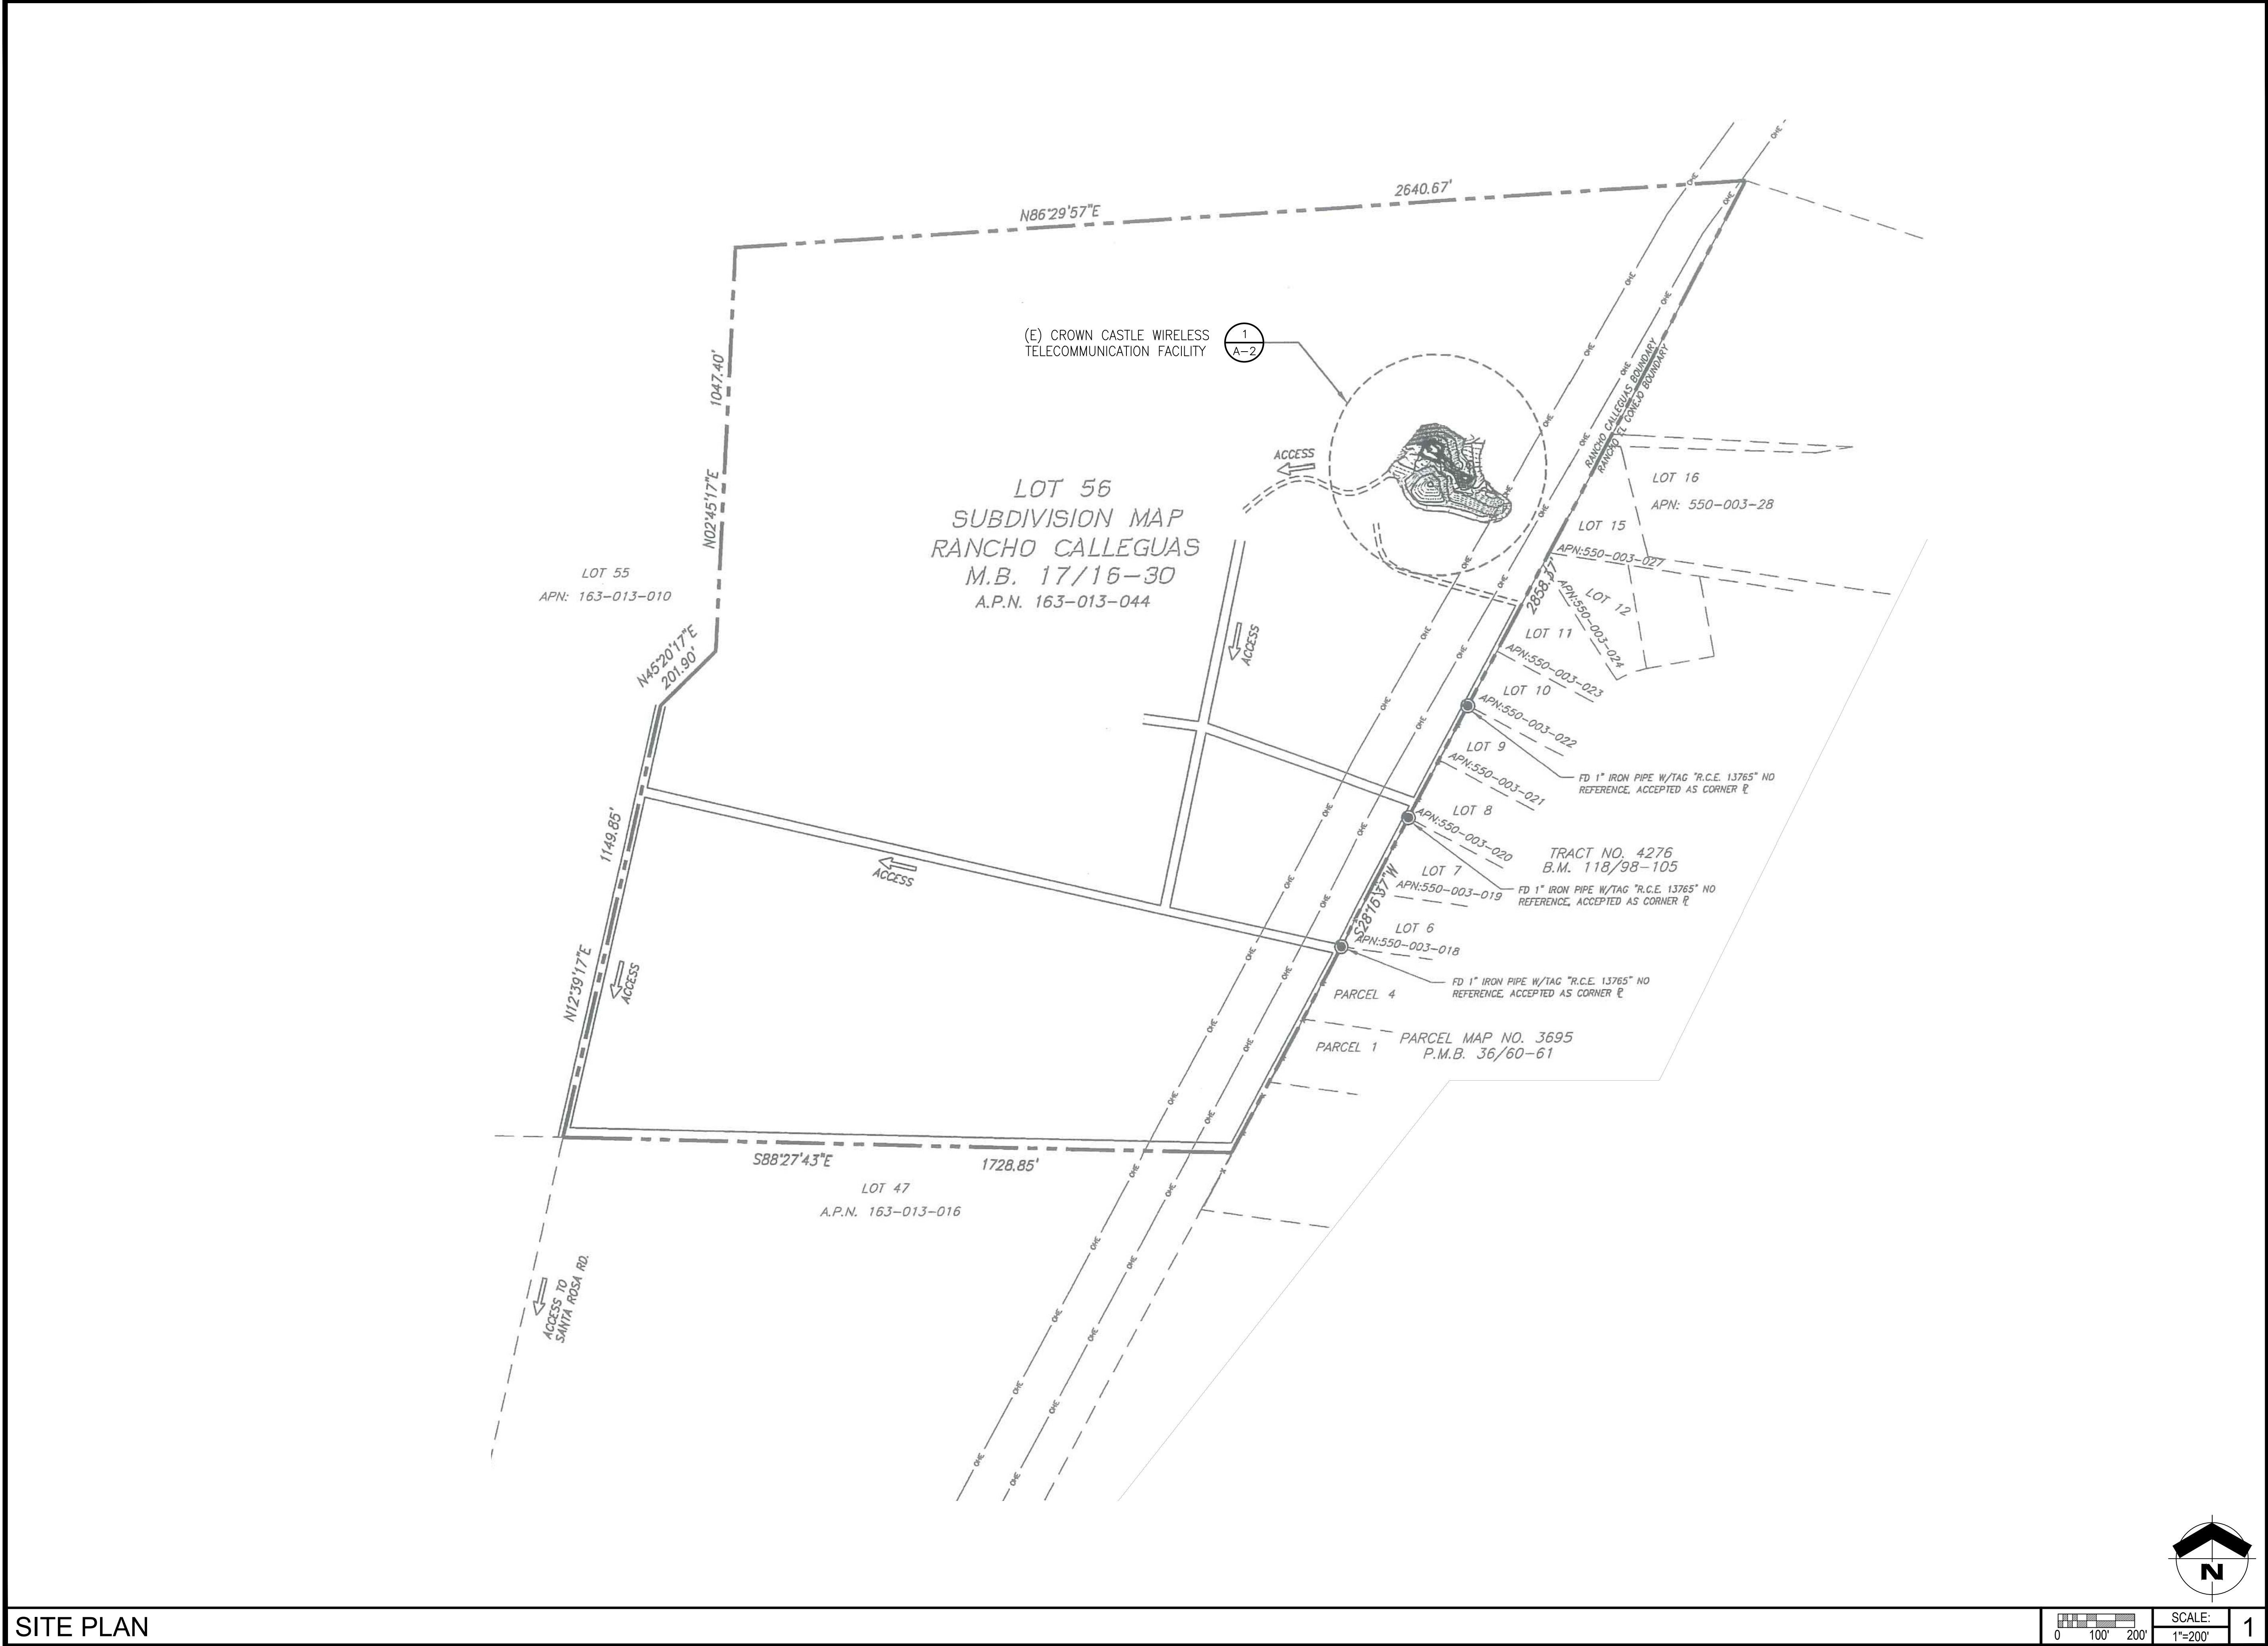 2640.67'
N86°29'57"E
(E) CROWN CASTLE WIRELESS
TELECOMMUNICATION FACILITY
1
A-2
1047.40'
N02°45'17"E
RANCHO CALLEGUAS BOUNDARY
RANCHO EL CONEJO BOUNDARY
ACCESS
LOT 56
SUBDIVISION MAP
RANCHO CALLEGUAS
M.B. 17/16-30
A.P.N. 163-013-044
LOT 16
APN: 550-003-28
LOT 15
APN:550-003-027
2858.37'
LOT 12
APN:550-003-024
LOT 55
APN: 163-013-010
N45°20'17"E
201.90'
ACCESS
LOT 11
APN:550-003-023
LOT 10
APN:550-003-022
LOT 9
APN:550-003-021
FD 1" IRON PIPE W/TAG "R.C.E. 13765" NO
REFERENCE, ACCEPTED AS CORNER ℄
LOT 8
APN:550-003-020
TRACT NO. 4276
B.M. 118/98-105
1149.85'
ACCESS
LOT 7
APN:550-003-019
FD 1" IRON PIPE W/TAG "R.C.E. 13765" NO
REFERENCE, ACCEPTED AS CORNER ℄
S28°16'37"W
LOT 6
APN:550-003-018
N12°39'17"E
ACCESS
FD 1" IRON PIPE W/TAG "R.C.E. 13765" NO
REFERENCE, ACCEPTED AS CORNER ℄
PARCEL 4
PARCEL 1
PARCEL MAP NO. 3695
P.M.B. 36/60-61
S88°27'43"E
1728.85'
LOT 47
A.P.N. 163-013-016
ACCESS TO
SANTA ROSA RD.
OHE
N
SITE PLAN
0 100' 200'
SCALE:
1"=200'
1